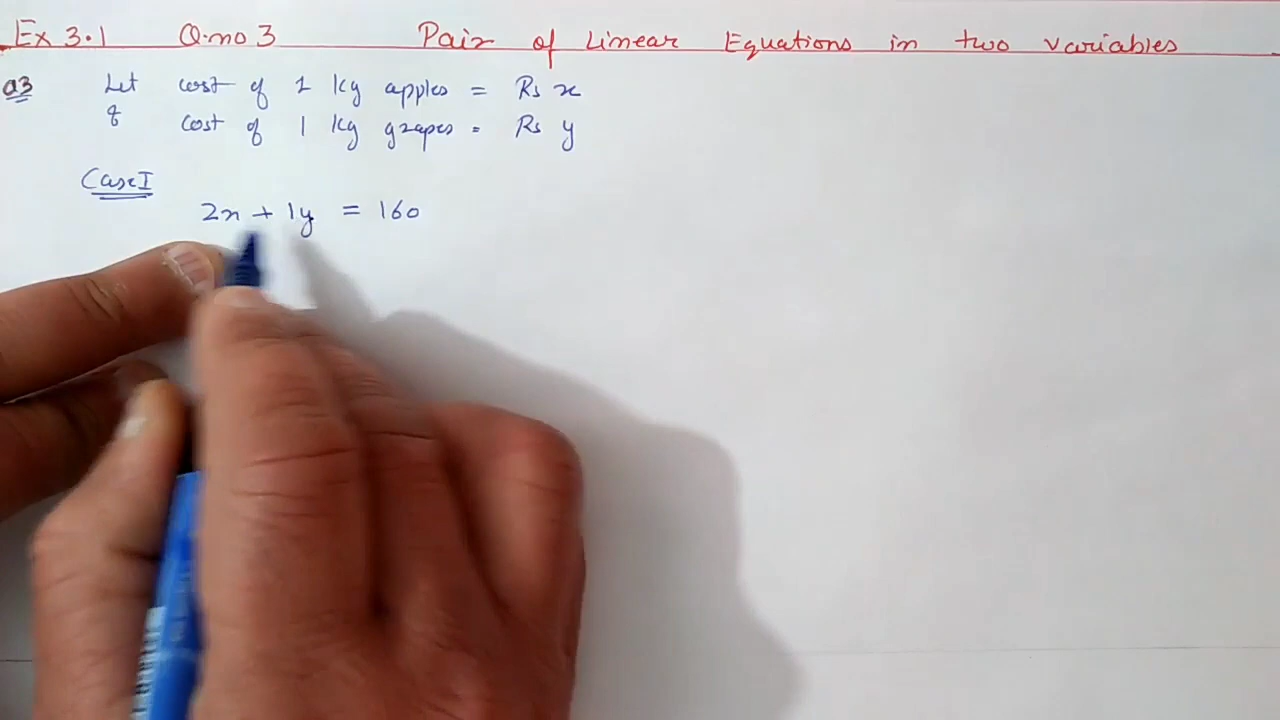 Ex 3.1 Q.no 3 Pair of Linear Equations in two variables
Q3 Let cost of 1 kg apples = Rs x
& cost of 1 kg grapes = Rs y
Case I
2x + 1y = 160